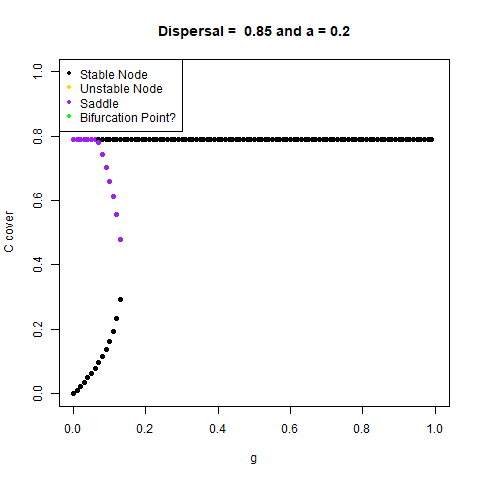 Dispersal =  0.85 and a = 0.2
Stable Node
Unstable Node
Saddle
Bifurcation Point?
C cover
1.0
0.8
0.6
0.4
0.2
0.0
0.0 0.2 0.4 0.6 0.8 1.0
g